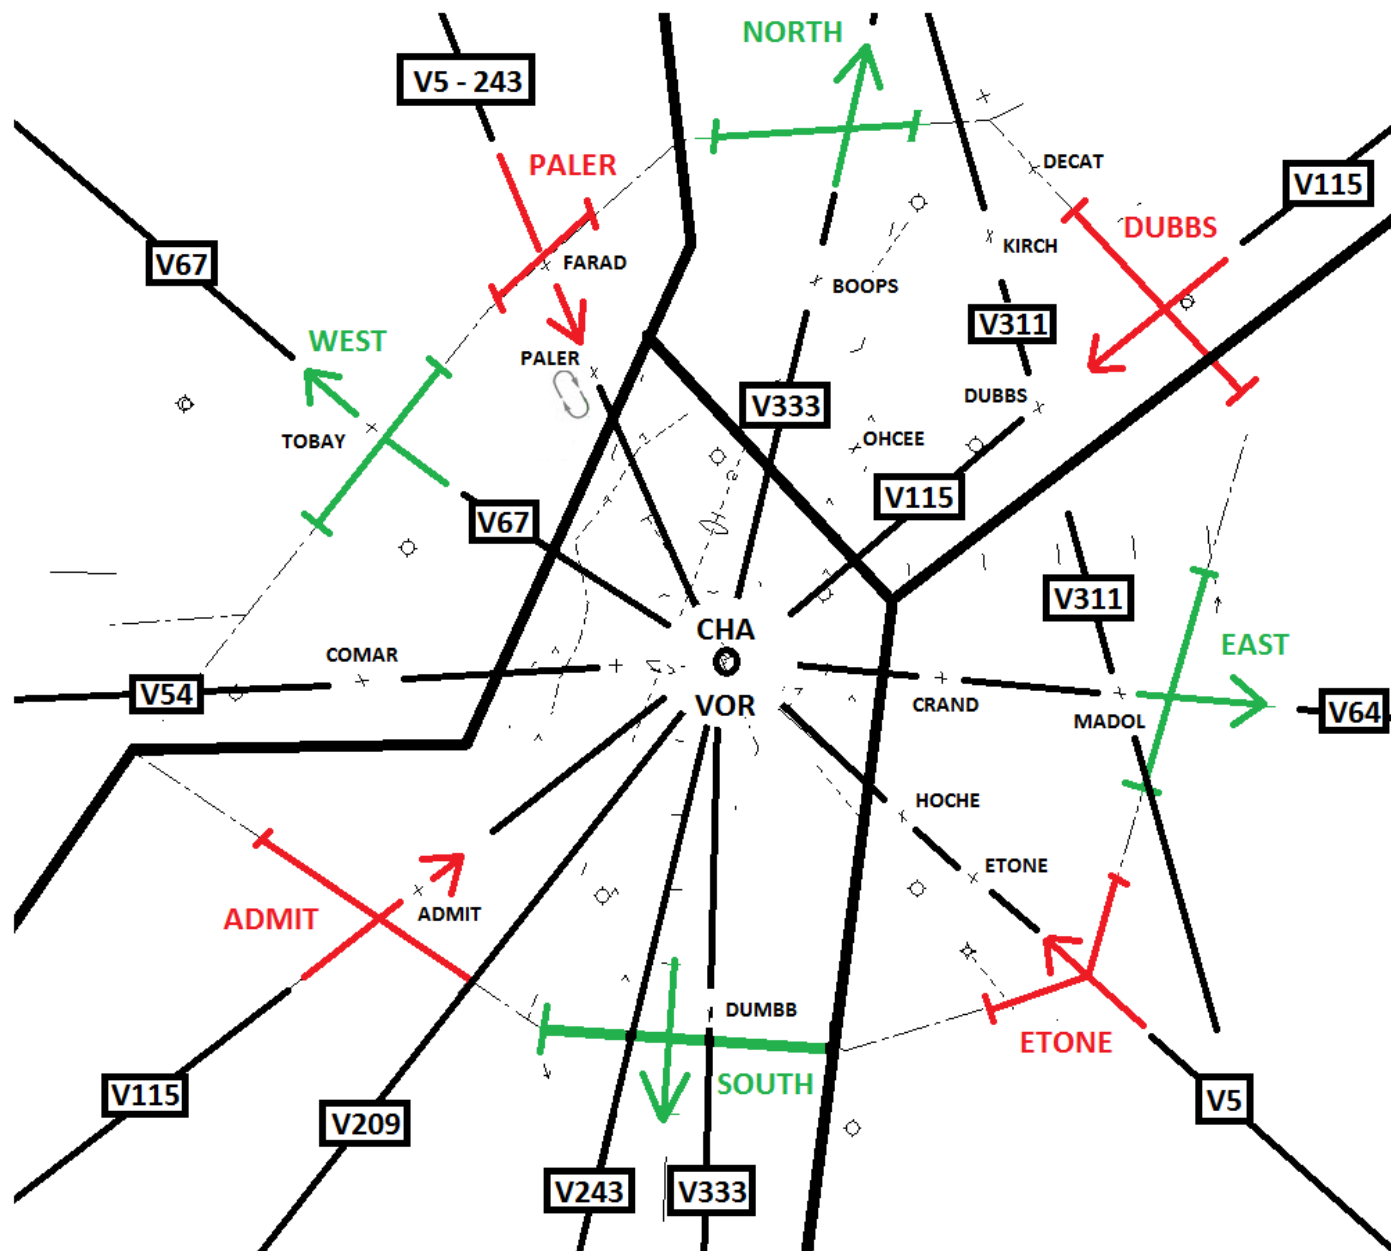 NORTH
V5 - 243
DECAT
PALER
V115
DUBBS
KIRCH
V67
FARAD
BOOPS
V311
WEST
PALER
DUBBS
V333
TOBAY
OHCEE
V115
V67
V311
CHA
EAST
COMAR
V54
VOR
CRAND
MADOL
V64
HOCHE
ETONE
ADMIT
ADMIT
DUMBB
ETONE
SOUTH
V115
V5
V209
V243
V333